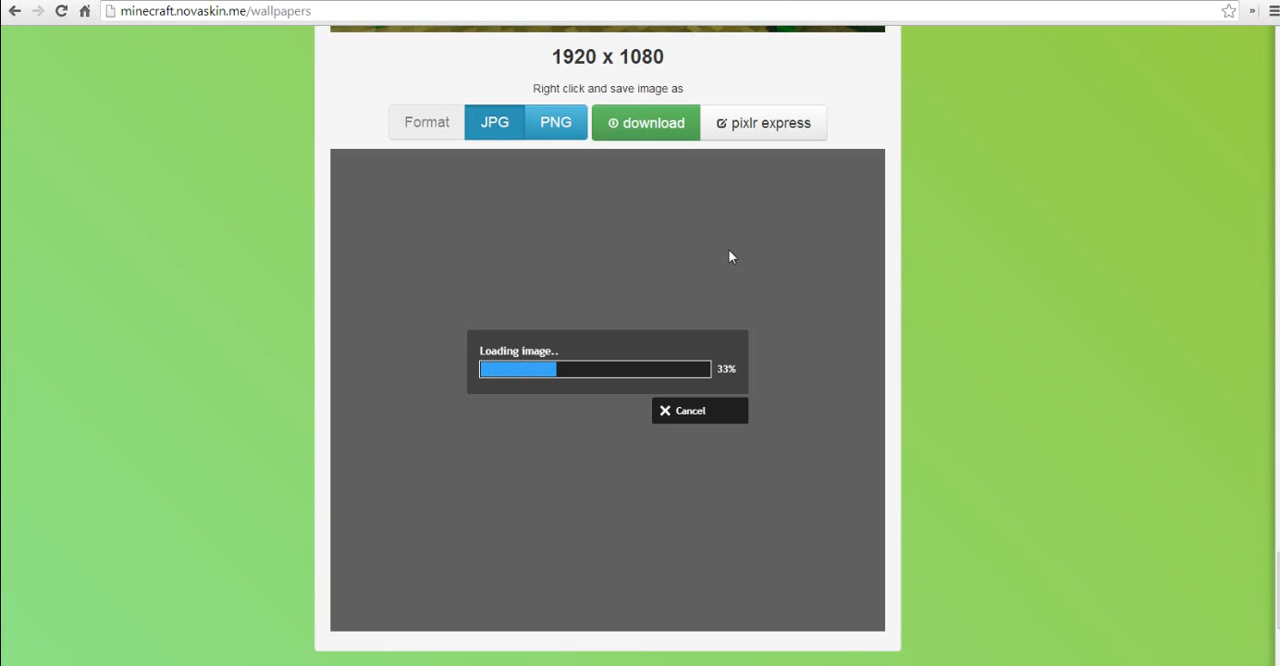 minecraft.novaskin.me/wallpapers
1920 x 1080
Right click and save image as
Format JPG PNG download pixlr express
Loading image..
33%
Cancel